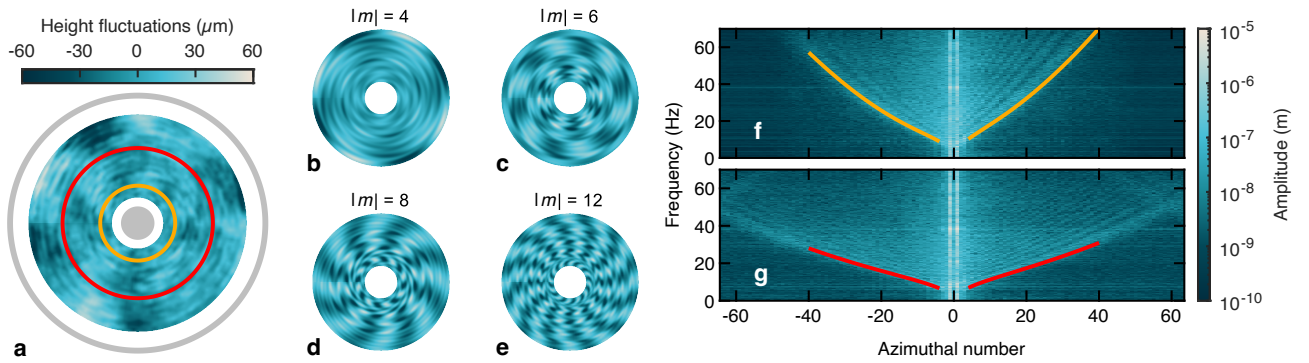 Height fluctuations (µm)
-60 -30 0 30 60
a
|m| = 4
b
|m| = 6
c
|m| = 8
d
|m| = 12
e
Frequency (Hz)
60
40
20
0
f
60
40
20
0
g
-60 -40 -20 0 20 40 60
Azimuthal number
10⁻⁵
10⁻⁶
10⁻⁷
10⁻⁸
10⁻⁹
10⁻¹⁰
Amplitude (m)